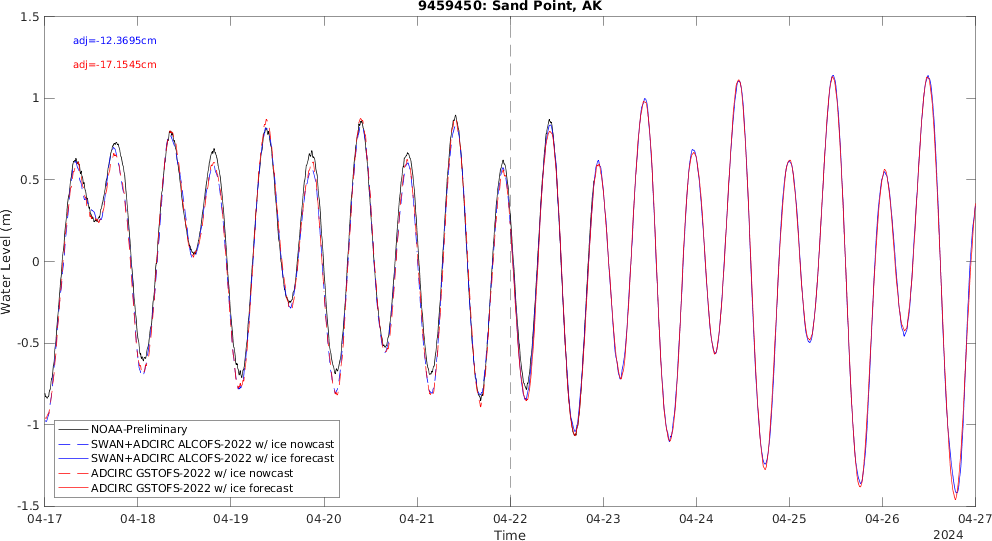 9459450: Sand Point, AK
adj=-12.3695cm
adj=-17.1545cm
Water Level (m)
1.5
1
0.5
0
-0.5
-1
-1.5
NOAA-Preliminary
SWAN+ADCIRC ALCOFS-2022 w/ ice nowcast
SWAN+ADCIRC ALCOFS-2022 w/ ice forecast
ADCIRC GSTOFS-2022 w/ ice nowcast
ADCIRC GSTOFS-2022 w/ ice forecast
04-17 04-18 04-19 04-20 04-21 04-22 04-23 04-24 04-25 04-26 04-27
Time
2024